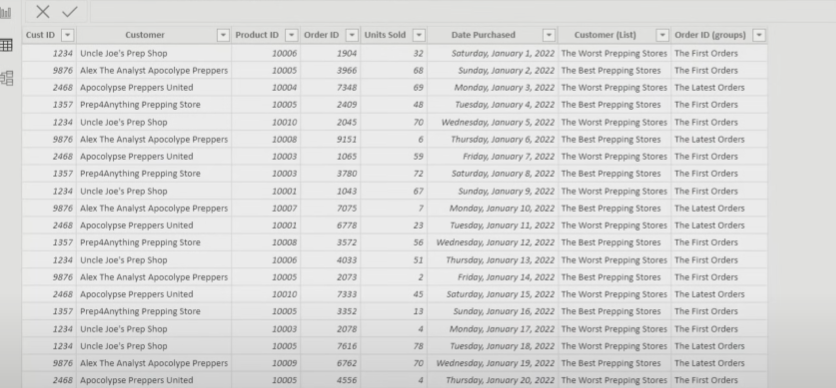 Cust ID Customer Product ID Order ID Units Sold Date Purchased Customer (List) Order ID (groups)
1234 Uncle Joe's Prep Shop 10006 1904 32 Saturday, January 1, 2022 The Worst Prepping Stores The First Orders
9876 Alex The Analyst Apocolype Preppers 10005 3966 68 Sunday, January 2, 2022 The Best Prepping Stores The First Orders
2468 Apocolypse Preppers United 10004 7348 69 Monday, January 3, 2022 The Worst Prepping Stores The Latest Orders
1357 Prep4Anything Prepping Store 10005 2409 48 Tuesday, January 4, 2022 The Best Prepping Stores The First Orders
1234 Uncle Joe's Prep Shop 10010 2045 70 Wednesday, January 5, 2022 The Worst Prepping Stores The First Orders
9876 Alex The Analyst Apocolype Preppers 10008 9151 6 Thursday, January 6, 2022 The Best Prepping Stores The Latest Orders
2468 Apocolypse Preppers United 10003 1065 59 Friday, January 7, 2022 The Worst Prepping Stores The First Orders
1357 Prep4Anything Prepping Store 10003 3780 72 Saturday, January 8, 2022 The Best Prepping Stores The First Orders
1234 Uncle Joe's Prep Shop 10001 1043 67 Sunday, January 9, 2022 The Worst Prepping Stores The First Orders
9876 Alex The Analyst Apocolype Preppers 10007 7075 7 Monday, January 10, 2022 The Best Prepping Stores The Latest Orders
2468 Apocolypse Preppers United 10001 6778 23 Tuesday, January 11, 2022 The Worst Prepping Stores The Latest Orders
1357 Prep4Anything Prepping Store 10008 3572 56 Wednesday, January 12, 2022 The Best Prepping Stores The First Orders
1234 Uncle Joe's Prep Shop 10006 4033 51 Thursday, January 13, 2022 The Worst Prepping Stores The First Orders
9876 Alex The Analyst Apocolype Preppers 10005 2073 2 Friday, January 14, 2022 The Best Prepping Stores The First Orders
2468 Apocolypse Preppers United 10010 7333 45 Saturday, January 15, 2022 The Worst Prepping Stores The Latest Orders
1357 Prep4Anything Prepping Store 10005 3352 13 Sunday, January 16, 2022 The Best Prepping Stores The First Orders
1234 Uncle Joe's Prep Shop 10003 2078 4 Monday, January 17, 2022 The Worst Prepping Stores The First Orders
1234 Uncle Joe's Prep Shop 10005 7616 78 Tuesday, January 18, 2022 The Worst Prepping Stores The Latest Orders
9876 Alex The Analyst Apocolype Preppers 10009 6762 70 Wednesday, January 19, 2022 The Best Prepping Stores The Latest Orders
2468 Apocolypse Preppers United 10005 4556 4 Thursday, January 20, 2022 The Worst Prepping Stores The First Orders